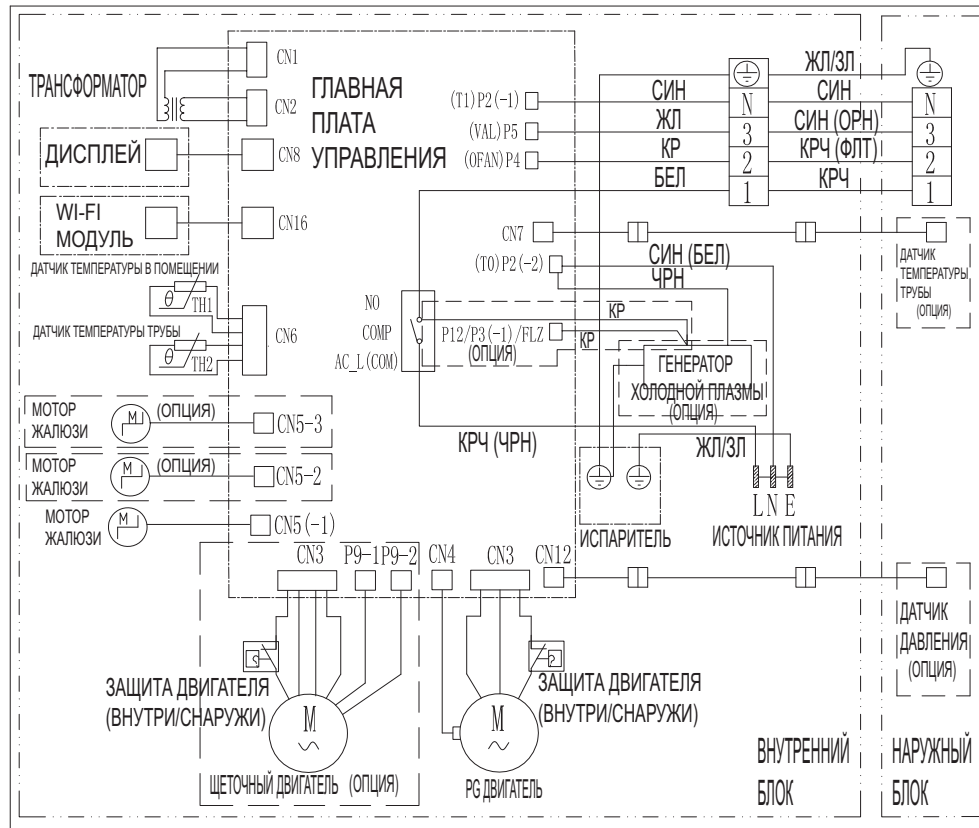 ТРАНСФОРМАТОР
CN1
CN2
ГЛАВНАЯ
ПЛАТА
УПРАВЛЕНИЯ
(T1)P2(-1)
(VAL)P5
(OFAN)P4
СИН
ЖЛ
КР
БЕЛ
N
3
2
1
ЖЛ/ЗЛ
СИН
СИН (ОРН)
КРЧ (ФЛТ)
КРЧ
N
3
2
1
ДИСПЛЕЙ
CN8
WI-FI
МОДУЛЬ
CN16
CN7
(T0)P2(-2)
СИН (БЕЛ)
ЧРН
ДАТЧИК
ТЕМПЕРАТУРЫ
ТРУБЫ
(ОПЦИЯ)
ДАТЧИК ТЕМПЕРАТУРЫ В ПОМЕЩЕНИИ
θ
TH1
ДАТЧИК ТЕМПЕРАТУРЫ ТРУБЫ
θ
TH2
CN6
NO
COMP
AC_L(COM)
КР
P12/P3(-1)/FLZ
(ОПЦИЯ)
КР
ГЕНЕРАТОР
ХОЛОДНОЙ ПЛАЗМЫ
(ОПЦИЯ)
МОТОР
ЖАЛЮЗИ
M
(ОПЦИЯ)
CN5-3
МОТОР
ЖАЛЮЗИ
M
(ОПЦИЯ)
CN5-2
МОТОР
ЖАЛЮЗИ
M
CN5(-1)
КРЧ (ЧРН)
ЖЛ/ЗЛ
ИСПАРИТЕЛЬ
L N E
ИСТОЧНИК ПИТАНИЯ
CN3
P9-1
P9-2
CN4
CN3
CN12
ДАТЧИК
ДАВЛЕНИЯ
(ОПЦИЯ)
ЗАЩИТА ДВИГАТЕЛЯ
(ВНУТРИ/СНАРУЖИ)
M
ЩЕТОЧНЫЙ ДВИГАТЕЛЬ (ОПЦИЯ)
M
PG ДВИГАТЕЛЬ
ЗАЩИТА ДВИГАТЕЛЯ
(ВНУТРИ/СНАРУЖИ)
ВНУТРЕННИЙ
БЛОК
НАРУЖНЫЙ
БЛОК